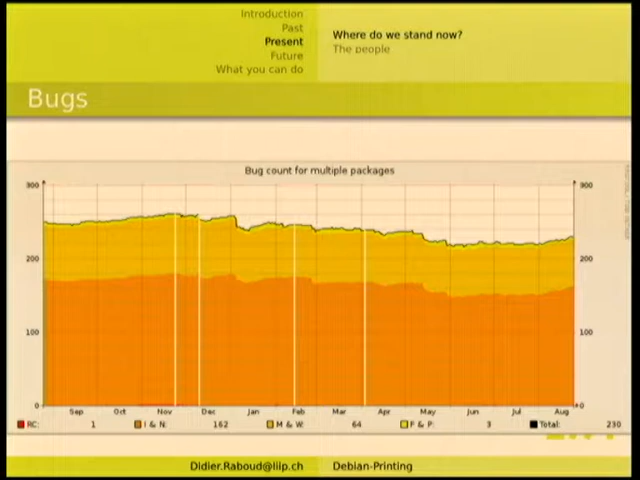 Introduction
Past
Present
Future
What you can do
Where do we stand now?
The people
Bugs
Bug count for multiple packages
300 300
200 200
100 100
0 0
Sep Oct Nov Dec Jan Feb Mar Apr May Jun Jul Aug
RC: 1 I & N: 162 M & W: 64 F & P: 3 Total: 230
Didier.Raboud@liip.ch Debian-Printing